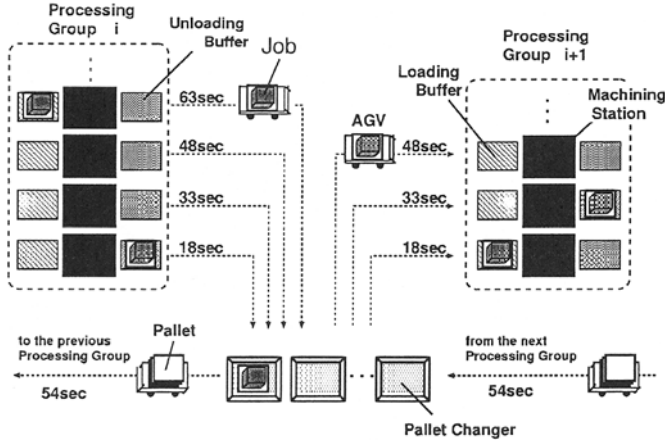 Processing
Group i
Unloading
Buffer
Job
63sec
48sec
33sec
18sec
AGV
Processing
Group i+1
Loading
Buffer
Machining
Station
48sec
33sec
18sec
to the previous
Processing Group
54sec
Pallet
from the next
Processing Group
54sec
Pallet Changer